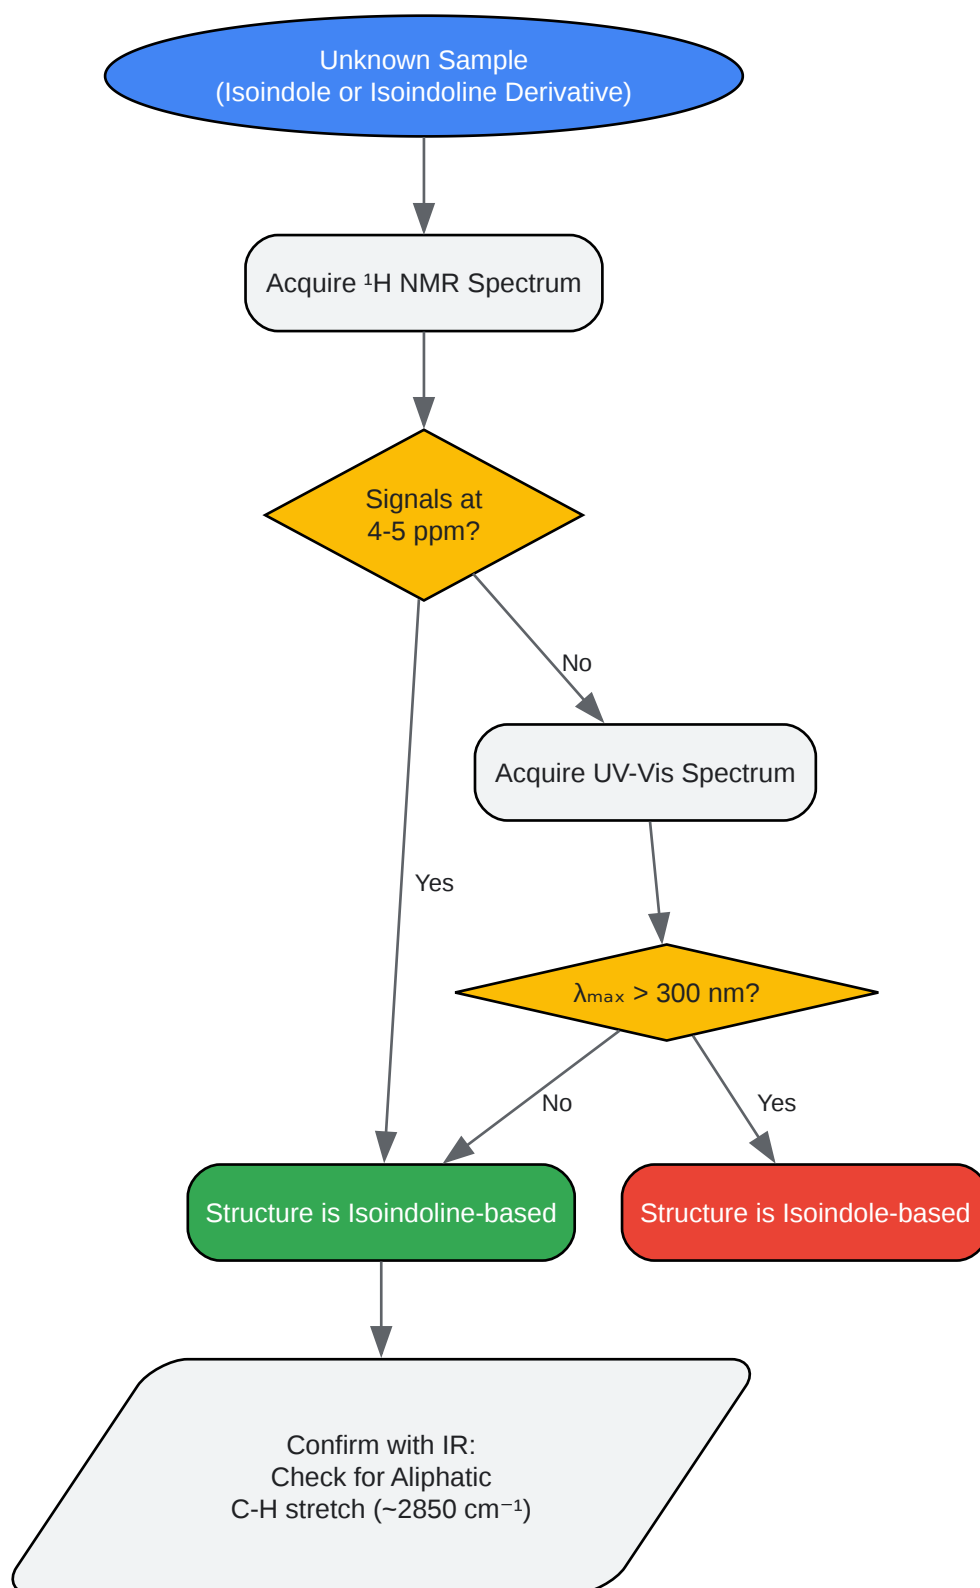 Unknown Sample
(Isoindole or Isoindoline Derivative)
Acquire ¹H NMR Spectrum
Signals at
4-5 ppm?
No
Acquire UV-Vis Spectrum
Yes
λₘₐₓ > 300 nm?
No
Yes
Structure is Isoindoline-based
Structure is Isoindole-based
Confirm with IR:
Check for Aliphatic
C-H stretch (~2850 cm⁻¹)